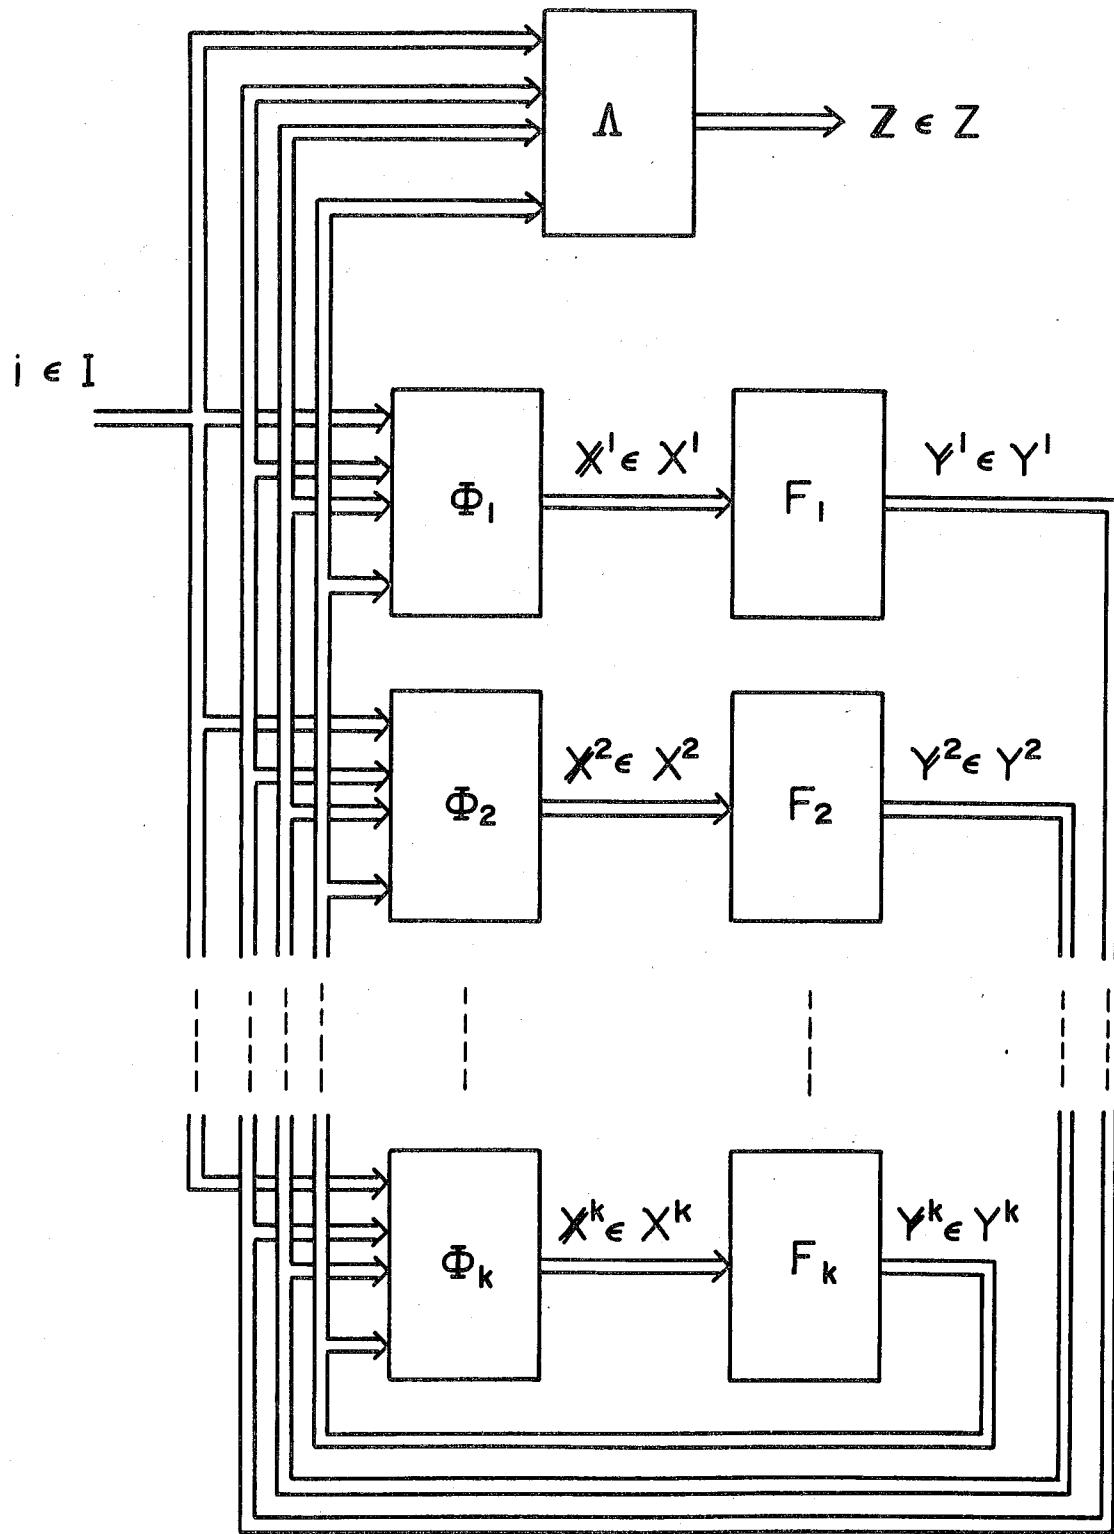 Λ
Z ∈ Z
i ∈ I
Φ₁
X¹ ∈ X¹
F₁
Y¹ ∈ Y¹
Φ₂
X² ∈ X²
F₂
Y² ∈ Y²
Φₖ
Xᵏ ∈ Xᵏ
Fₖ
Yᵏ ∈ Yᵏ